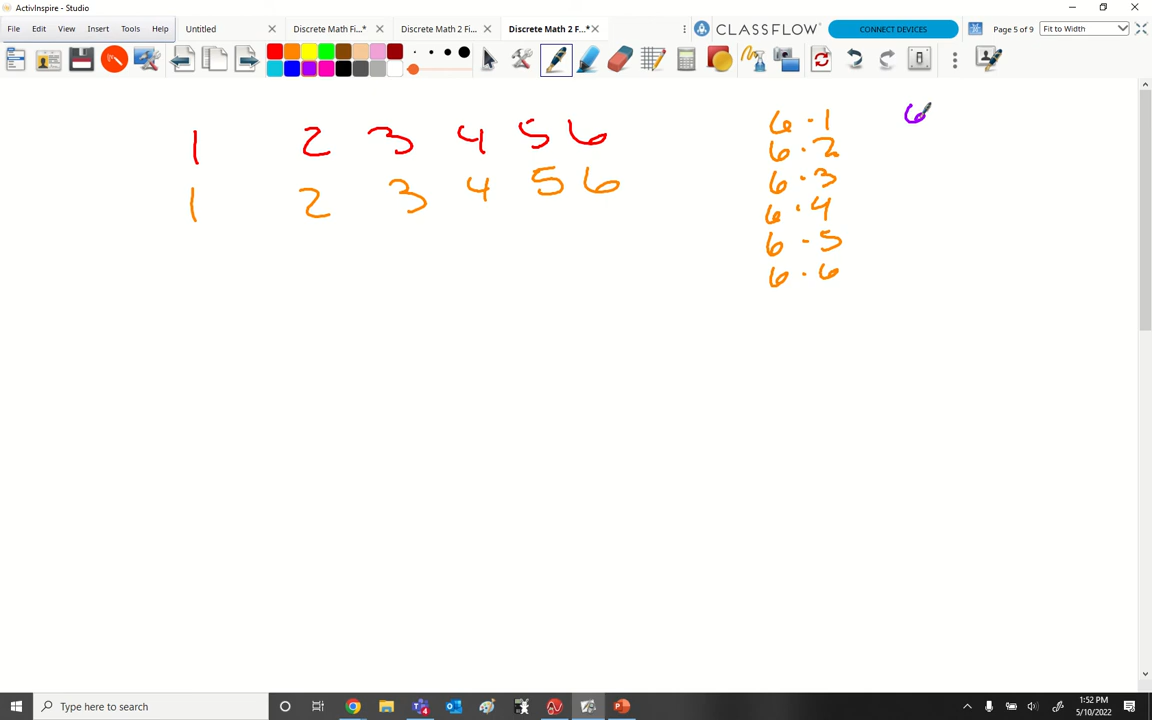 ActivInspire - Studio
File Edit View Insert Tools Help
Untitled
Discrete Math Fi...*
Discrete Math 2 Fi...
Discrete Math 2 F...*
CLASSFLOW
CONNECT DEVICES
Page 5 of 9
Fit to Width
1 2 3 4 5 6
1 2 3 4 5 6
6 · 1
6 · 2
6 · 3
6 · 4
6 · 5
6 · 6
6
Type here to search
1:52 PM
5/10/2022